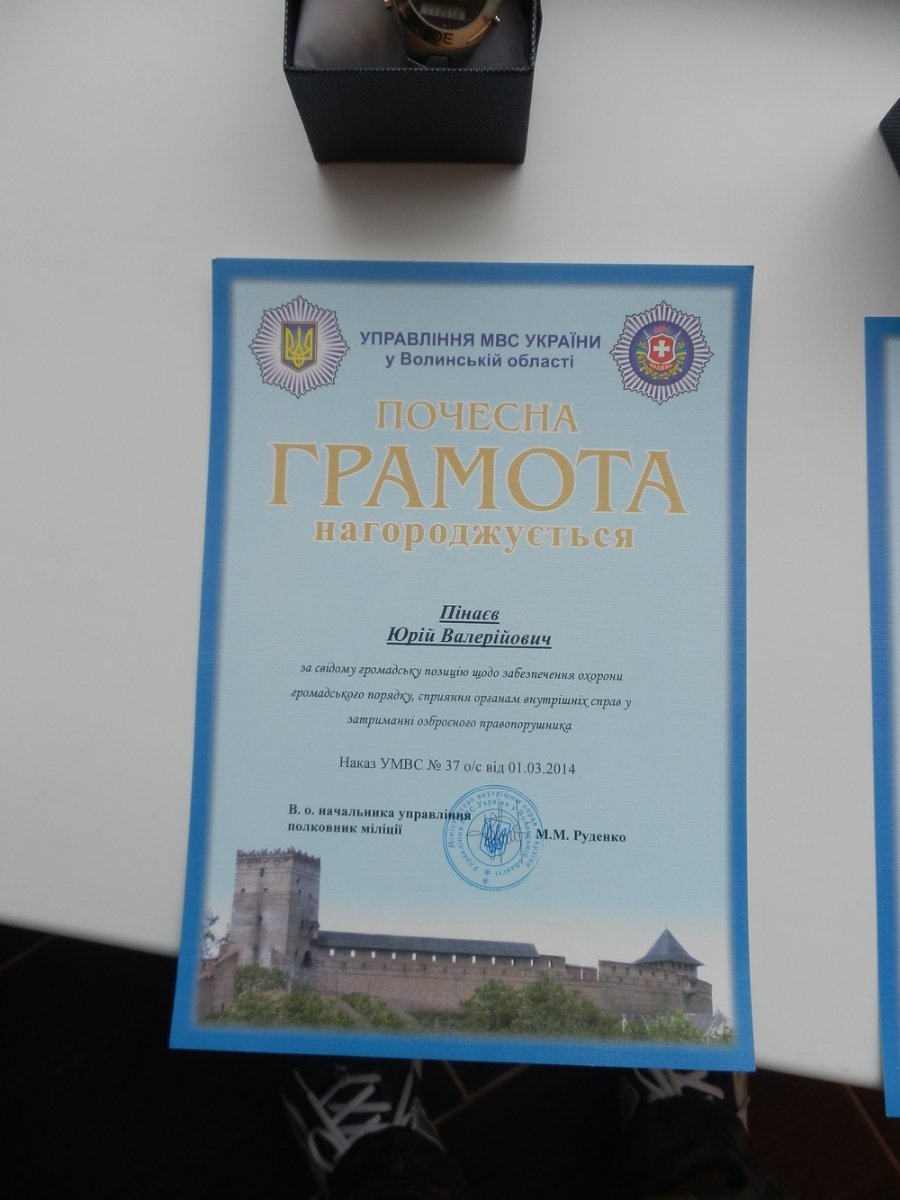 УПРАВЛІННЯ МВС УКРАЇНИ
у Волинській області
ПОЧЕСНА
ГРАМОТА
нагороджується
Пінаєв
Юрій Валерійович
за свідому громадську позицію щодо забезпечення охорони
громадського порядку, сприяння органам внутрішніх справ у
затриманні озброєного правопорушника
Наказ УМВС № 37 о/с від 01.03.2014
В. о. начальника управління
полковник міліції
М.М. Руденко